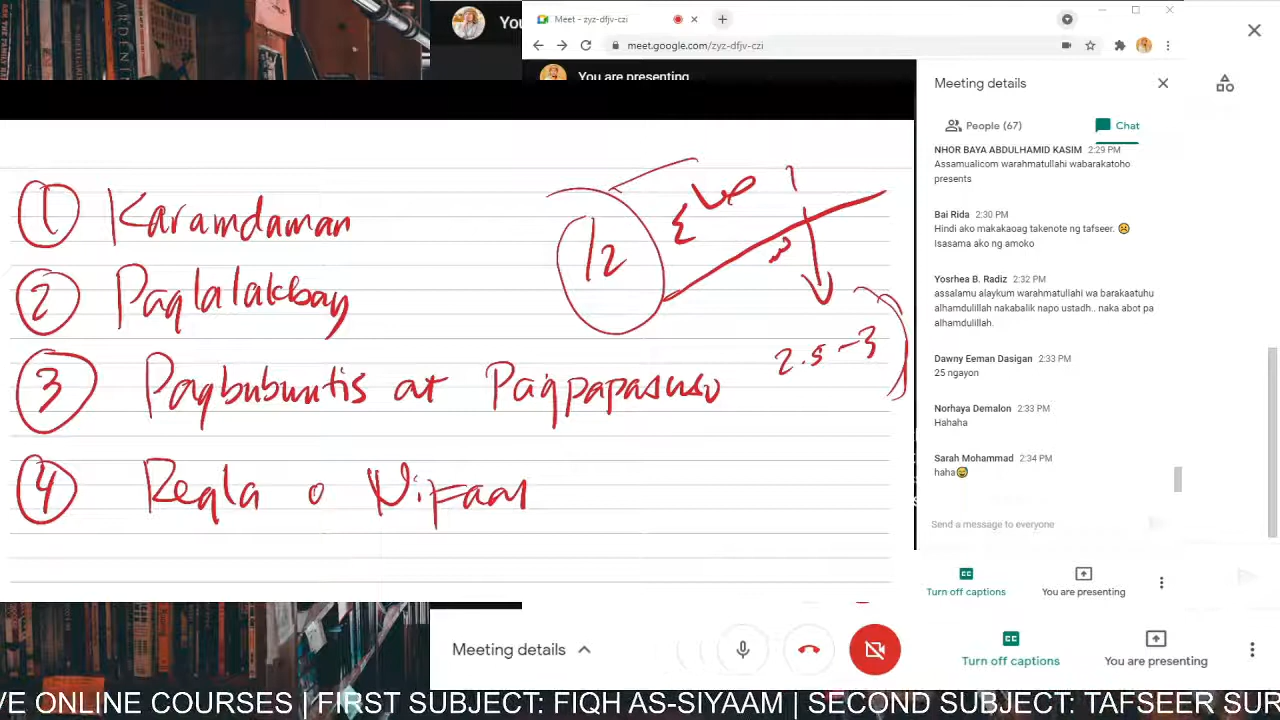 Meet - zyz-dfjv-czi
meet.google.com/zyz-dfjv-czi
You
You are presenting
① Karamdaman
② Paglalakbay
③ Pagbubuntis at Pagpapasuso
④ Regla o Nifaas
12
2.5-3
Meeting details
People (67)
Chat
NHOR BAYA ABDULHAMID KASIM 2:29 PM
Assamualicom warahmatullahi wabarakatoho
presents
Bai Rida 2:30 PM
Hindi ako makakaoag takenote ng tafseer. ☹️
Isasama ako ng amoko
Yosrhea B. Radiz 2:32 PM
assalamu alaykum warahmatullahi wa barakaatuhu
alhamdulillah nakabalik napo ustadh.. naka abot pa
alhamdulillah.
Dawny Eeman Dasigan 2:33 PM
25 ngayon
Norhaya Demalon 2:33 PM
Hahaha
Sarah Mohammad 2:34 PM
haha😅
Send a message to everyone
Turn off captions
You are presenting
Meeting details
Turn off captions
You are presenting
VE ONLINE COURSES | FIRST SUBJECT: FIQH AS-SIYAAM | SECOND SUBJECT: TAFSEER SUR